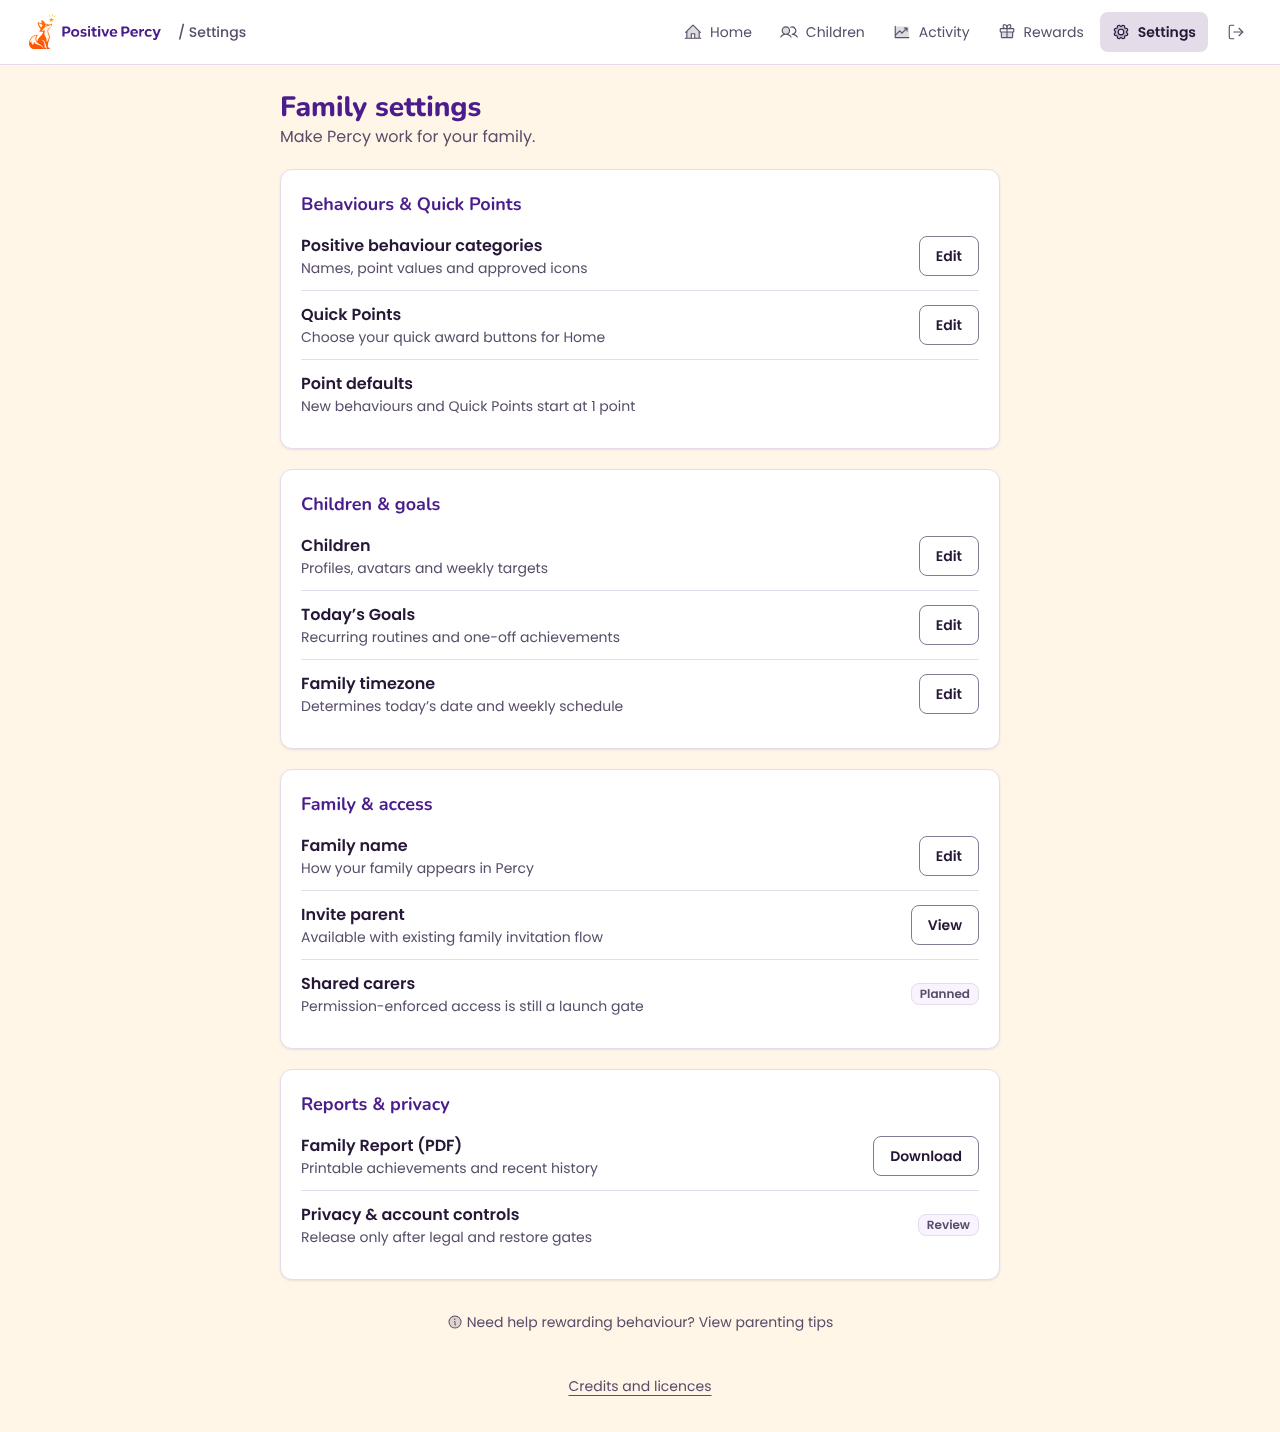 Positive Percy / Settings Home Children Activity Rewards Settings
Family settings
Make Percy work for your family.
Behaviours & Quick Points
Positive behaviour categories
Names, point values and approved icons
Edit
Quick Points
Choose your quick award buttons for Home
Edit
Point defaults
New behaviours and Quick Points start at 1 point
Children & goals
Children
Profiles, avatars and weekly targets
Edit
Today’s Goals
Recurring routines and one-off achievements
Edit
Family timezone
Determines today’s date and weekly schedule
Edit
Family & access
Family name
How your family appears in Percy
Edit
Invite parent
Available with existing family invitation flow
View
Shared carers
Permission-enforced access is still a launch gate
Planned
Reports & privacy
Family Report (PDF)
Printable achievements and recent history
Download
Privacy & account controls
Release only after legal and restore gates
Review
Need help rewarding behaviour? View parenting tips
Credits and licences